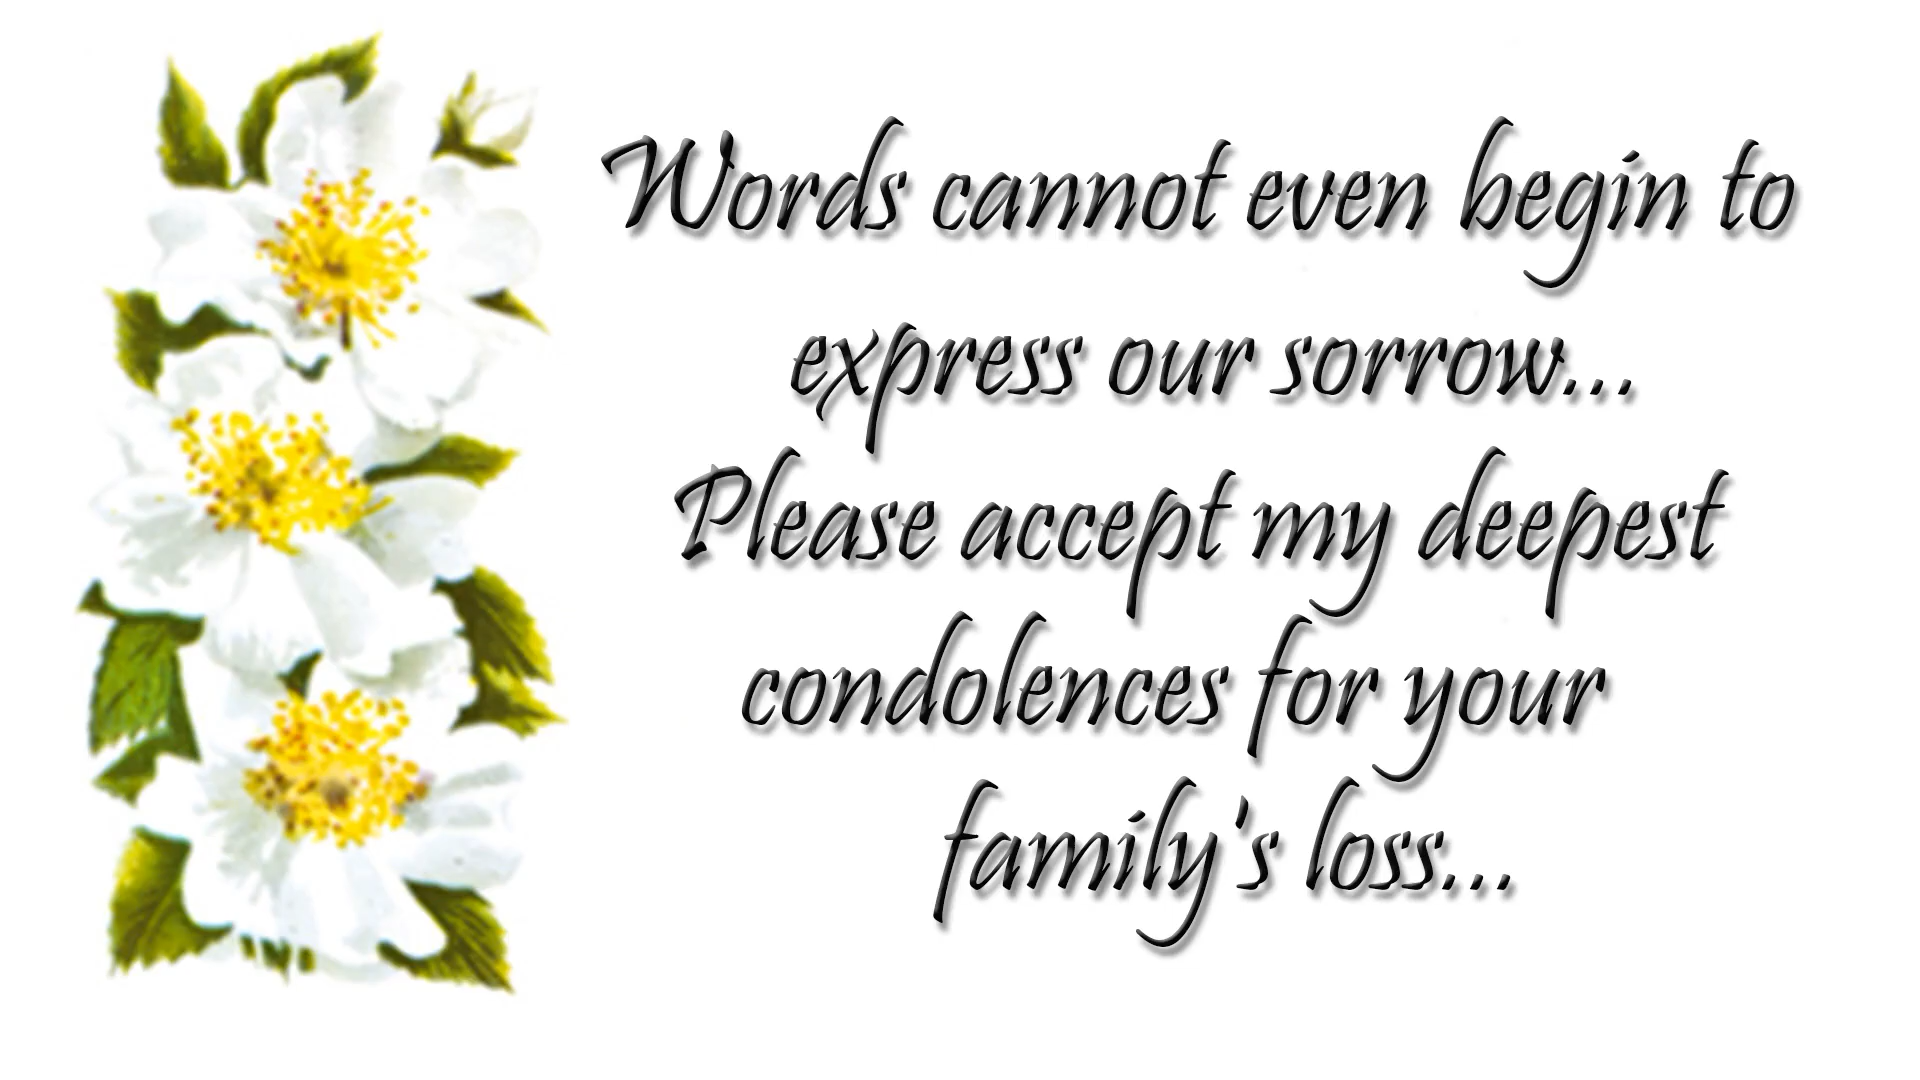 Words cannot even begin to
express our sorrow...
Please accept my deepest
condolences for your
family's loss...